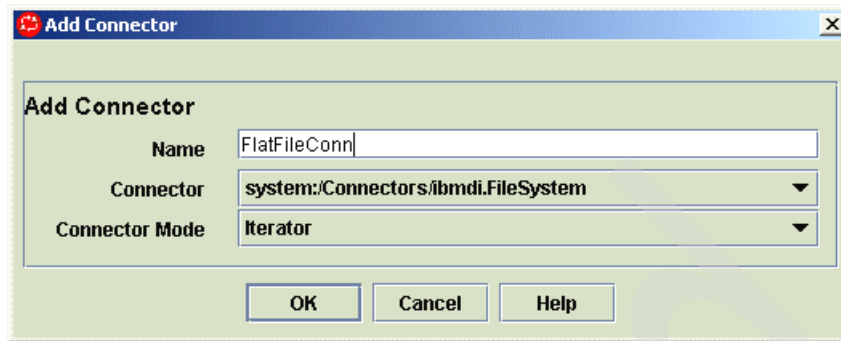 Add Connector
Add Connector
Name FlatFileConn
Connector system:/Connectors/ibmdi.FileSystem
Connector Mode Iterator
OK Cancel Help